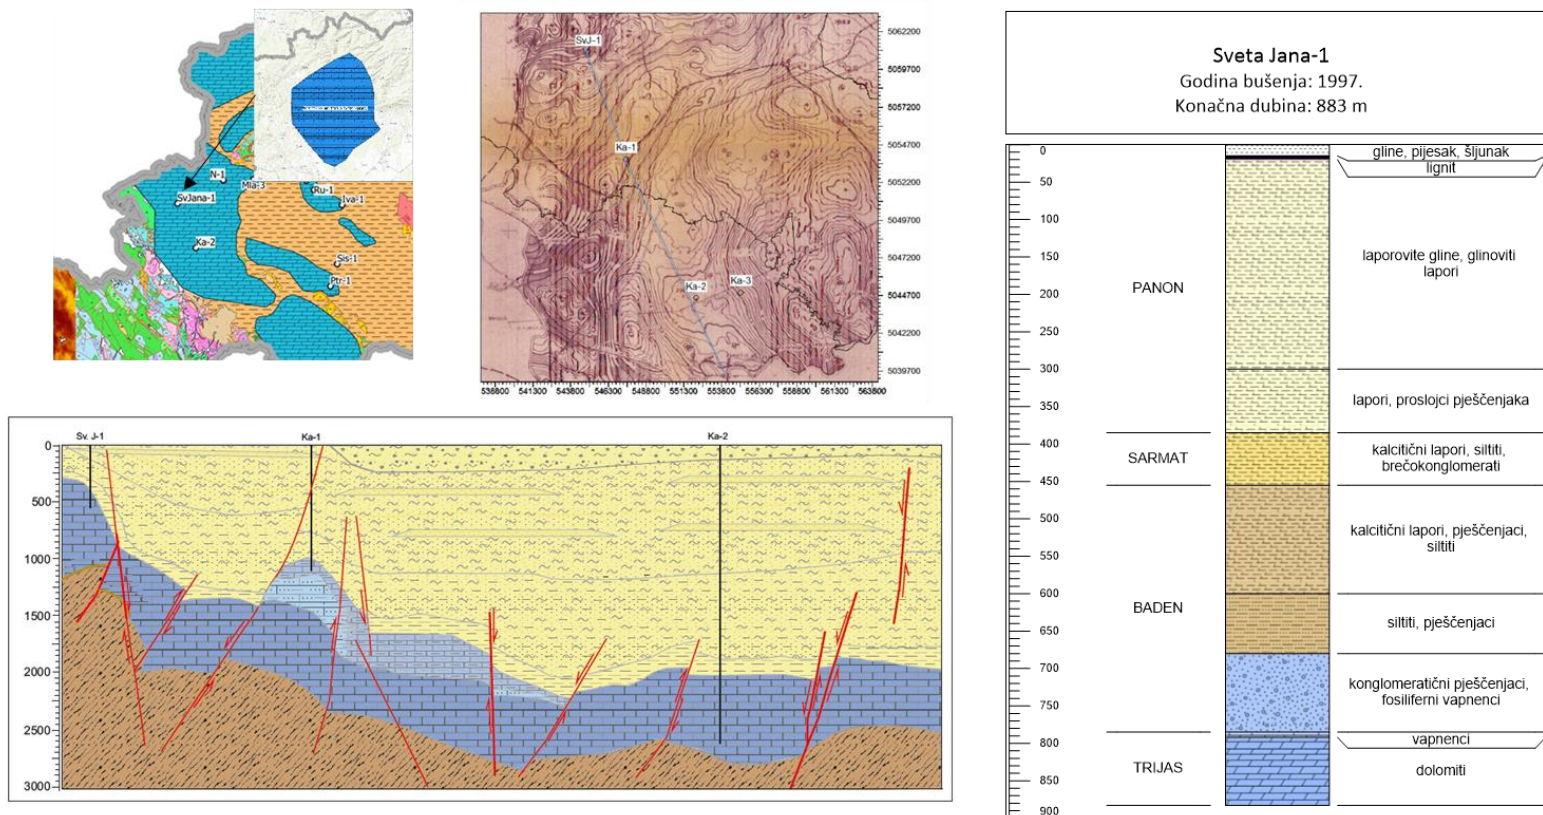 N-1
Mla-3
Ru-1
Iva-1
SvJana-1
Ka-2
Sis-1
Ptr-1
SvJ-1
Ka-1
Ka-2
Ka-3
5062200
5059700
5057200
5054700
5052200
5049700
5047200
5044700
5042200
5039700
538800 541300 543800 546300 548800 551300 553800 556300 558800 561300 563800
Sv. J-1 Ka-1 Ka-2
0
500
1000
1500
2000
2500
3000
Sveta Jana-1
Godina bušenja: 1997.
Konačna dubina: 883 m
0
50
100
150
200
250
300
350
400
450
500
550
600
650
700
750
800
850
900
PANON
SARMAT
BADEN
TRIJAS
gline, pijesak, šljunak
lignit
laporovite gline, glinoviti
lapori
lapori, proslojci pješčenjaka
kalcitični lapori, siltiti,
brečokonglomerati
kalcitični lapori, pješčenjaci,
siltiti
siltiti, pješčenjaci
konglomeratični pješčenjaci,
fosiliferni vapnenci
vapnenci
dolomiti